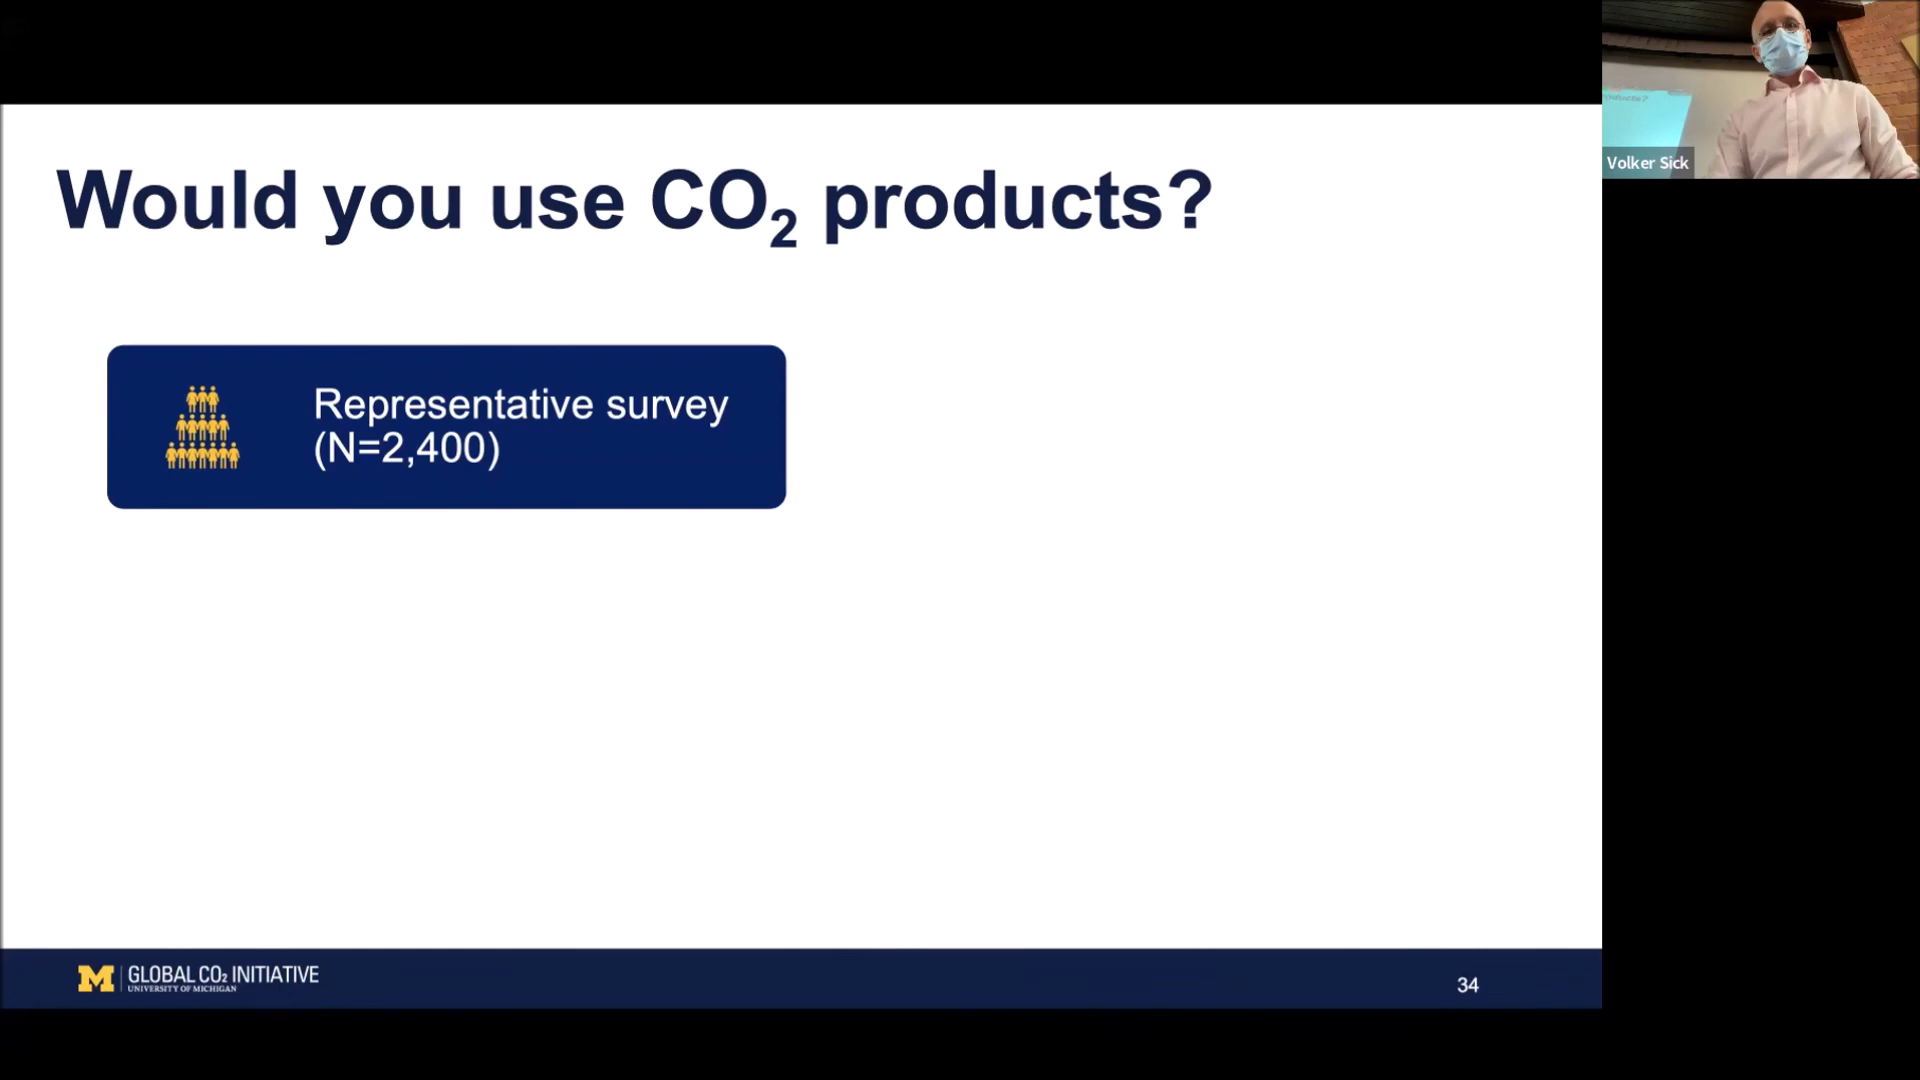 Would you use CO₂ products?
Representative survey
(N=2,400)
M GLOBAL CO₂ INITIATIVE
UNIVERSITY OF MICHIGAN
34
Volker Sick